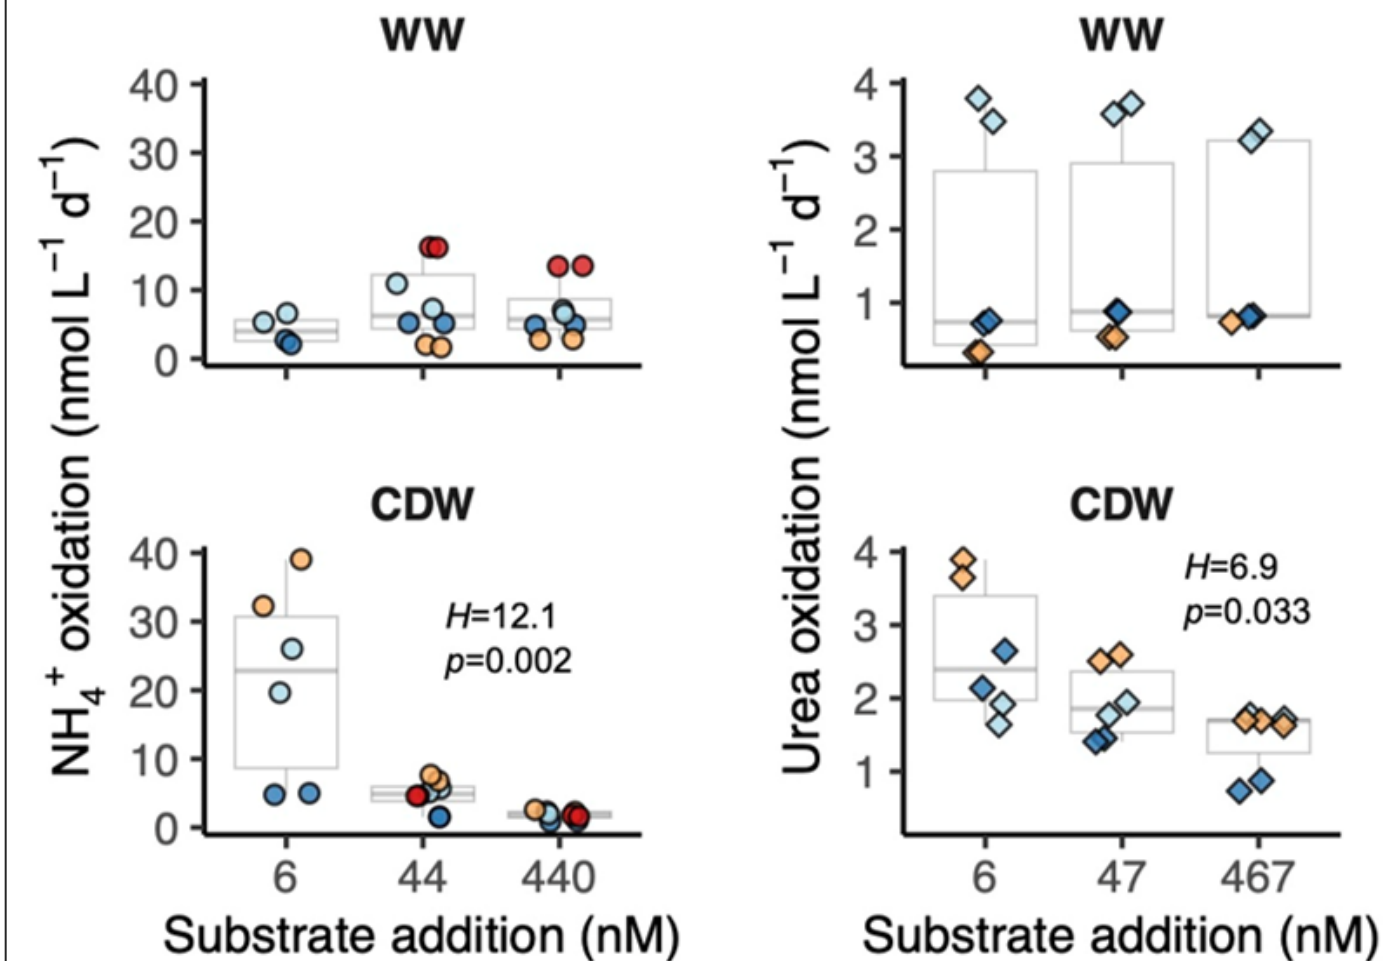 WW
40
30
20
10
0
WW
4
3
2
1
NH₄⁺ oxidation (nmol L⁻¹ d⁻¹)
Urea oxidation (nmol L⁻¹ d⁻¹)
CDW
40
30
20
10
0
H=12.1
p=0.002
6 44 440
Substrate addition (nM)
CDW
4
3
2
1
H=6.9
p=0.033
6 47 467
Substrate addition (nM)